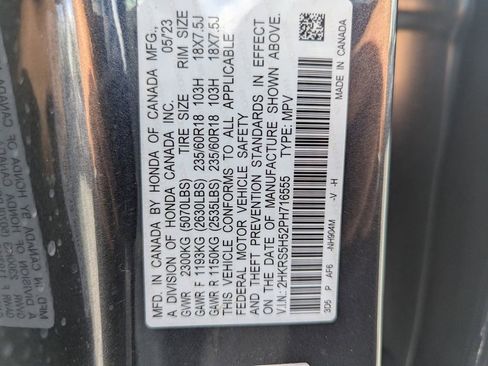 MFD. IN CANADA BY HONDA OF CANADA MFG.,
A DIVISION OF HONDA CANADA INC. 05/23
GVWR 2300KG (5070LBS) TIRE SIZE RIM SIZE
GAWR F 1193KG (2630LBS) 235/60R18 103H 18X7.5J
GAWR R 1150KG (2535LBS) 235/60R18 103H 18X7.5J
THIS VEHICLE CONFORMS TO ALL APPLICABLE
FEDERAL MOTOR VEHICLE SAFETY, BUMPER,
AND THEFT PREVENTION STANDARDS IN EFFECT
ON THE DATE OF MANUFACTURE SHOWN ABOVE.
V.I.N.: 2HKRS5H52PH716555 TYPE: MPV
3D5 P AF6 -NH904M -V -H
MADE IN CANADA